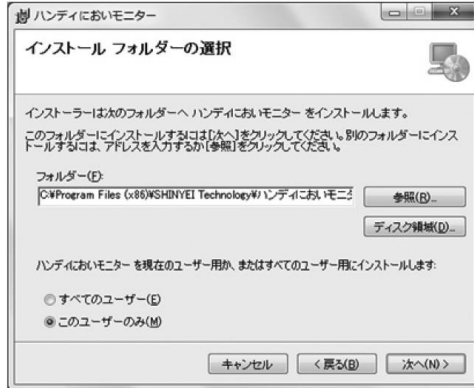 ハンディにおいモニター
インストール フォルダーの選択
インストーラーは次のフォルダーへ ハンディにおいモニター をインストールします。
このフォルダーにインストールするには[次へ]をクリックしてください。別のフォルダーにインス
トールするには、アドレスを入力するか[参照]をクリックしてください。
フォルダー(F):
C:¥Program Files (x86)¥SHINYEI Technology¥ハンディにおいモニタ
参照(R)...
ディスク領域(D)...
ハンディにおいモニター を現在のユーザー用か、またはすべてのユーザー用にインストールします:
すべてのユーザー(E)
このユーザーのみ(M)
キャンセル
< 戻る(B)
次へ(N) >